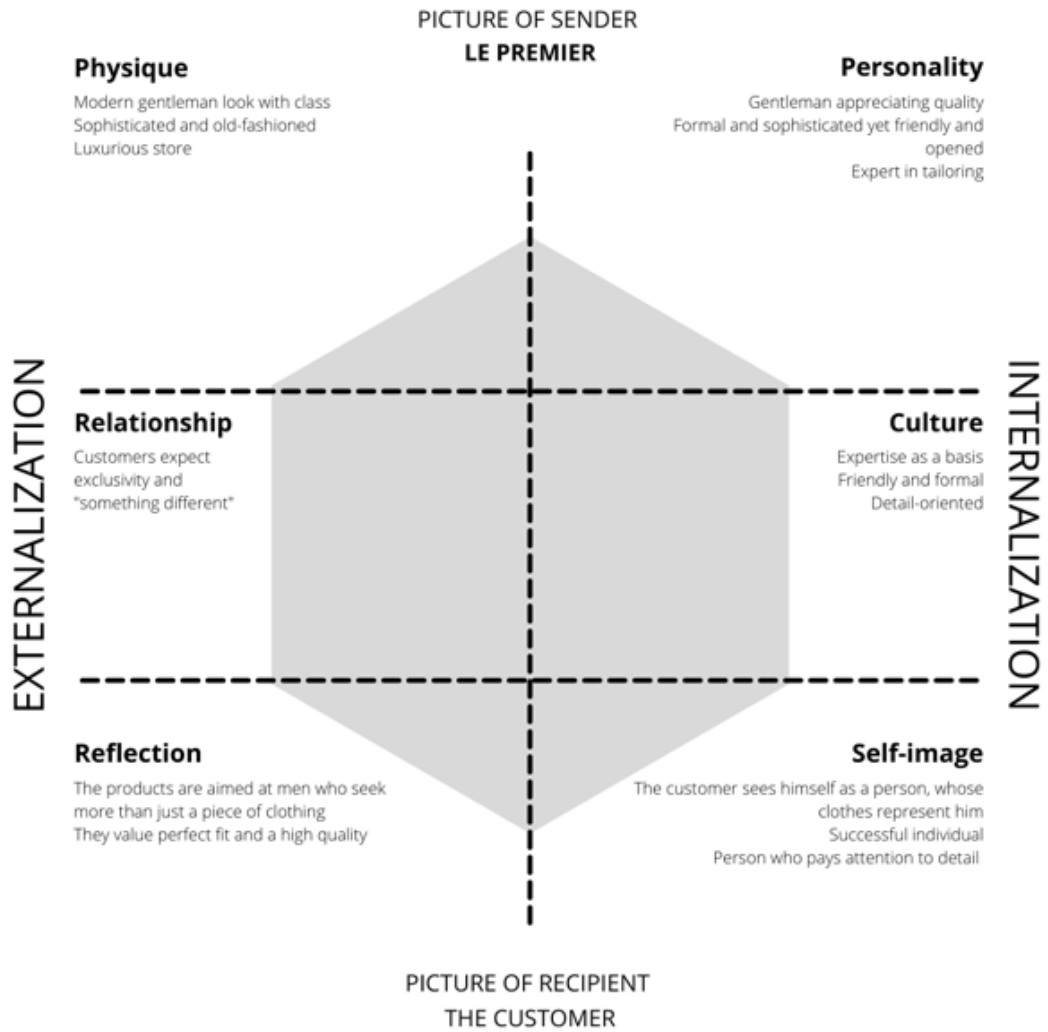 PICTURE OF SENDER
LE PREMIER
Physique
Modern gentleman look with class
Sophisticated and old-fashioned
Luxurious store
Personality
Gentleman appreciating quality
Formal and sophisticated yet friendly and
opened
Expert in tailoring
EXTERNALIZATION
INTERNALIZATION
Relationship
Customers expect
exclusivity and
"something different"
Culture
Expertise as a basis
Friendly and formal
Detail-oriented
Reflection
The products are aimed at men who seek
more than just a piece of clothing
They value perfect fit and a high quality
Self-image
The customer sees himself as a person, whose
clothes represent him
Successful individual
Person who pays attention to detail
PICTURE OF RECIPIENT
THE CUSTOMER